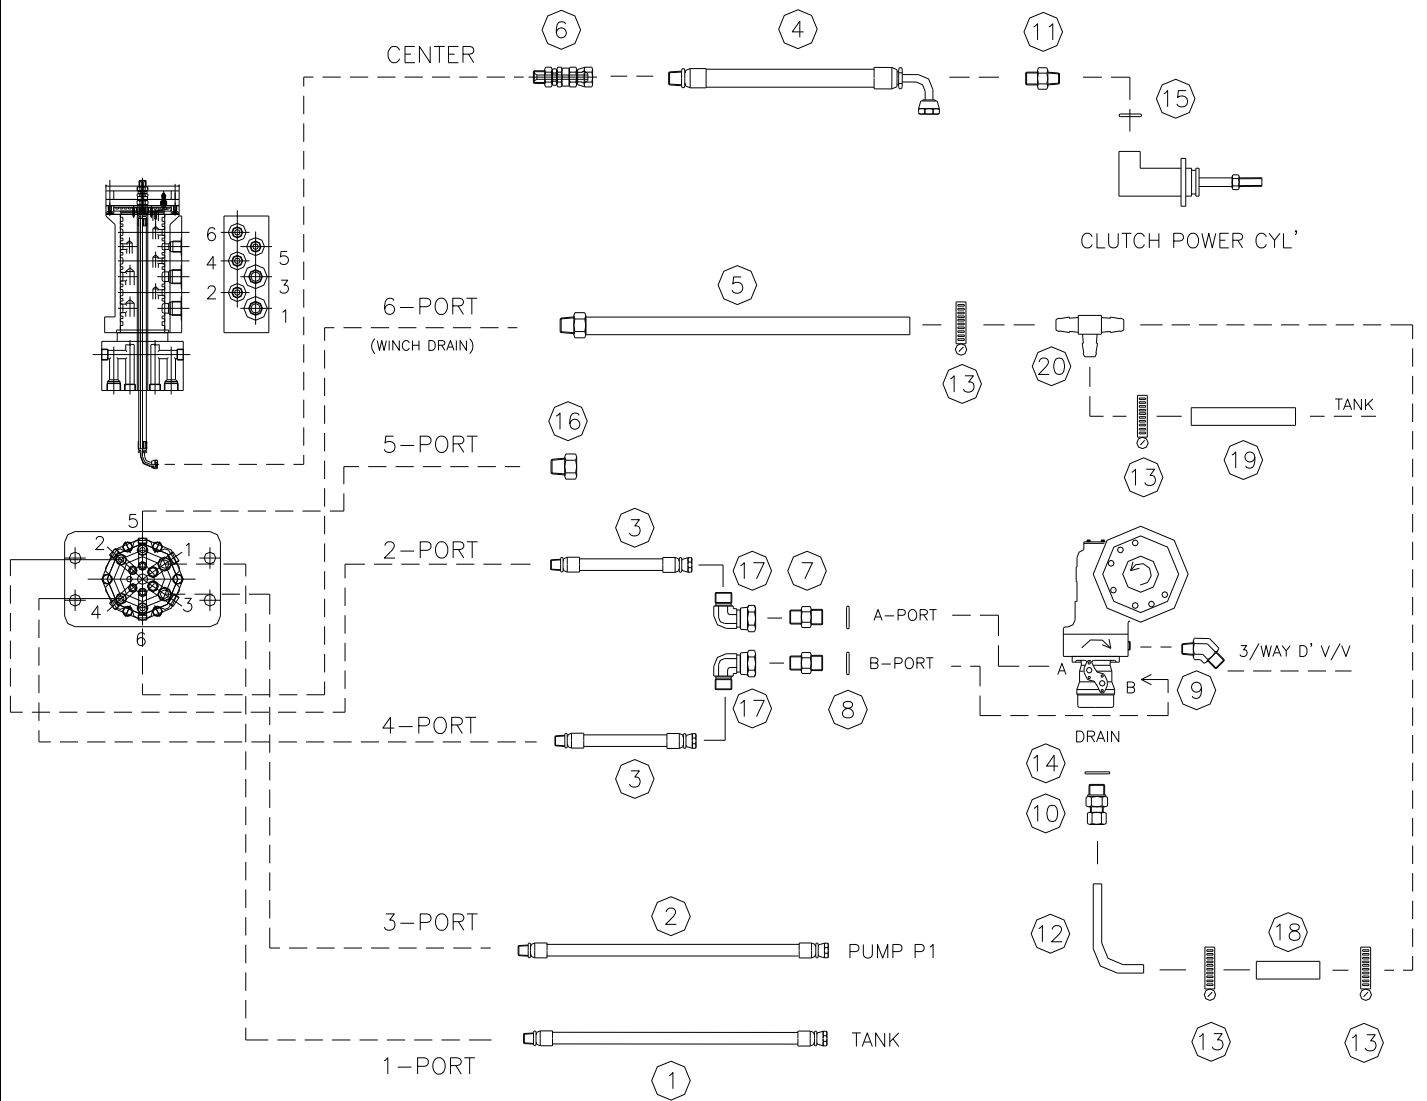 6
4
11
CENTER
15
CLUTCH POWER CYL'
6
5
4
3
2
1
5
6-PORT
(WINCH DRAIN)
13
20
TANK
16
5-PORT
13
19
5
2
1
4
3
6
3
2-PORT
17
7
A-PORT
B-PORT
3/WAY D' V/V
A
B
9
17
8
4-PORT
DRAIN
3
14
10
2
3-PORT
PUMP P1
12
18
13
13
TANK
1-PORT
1